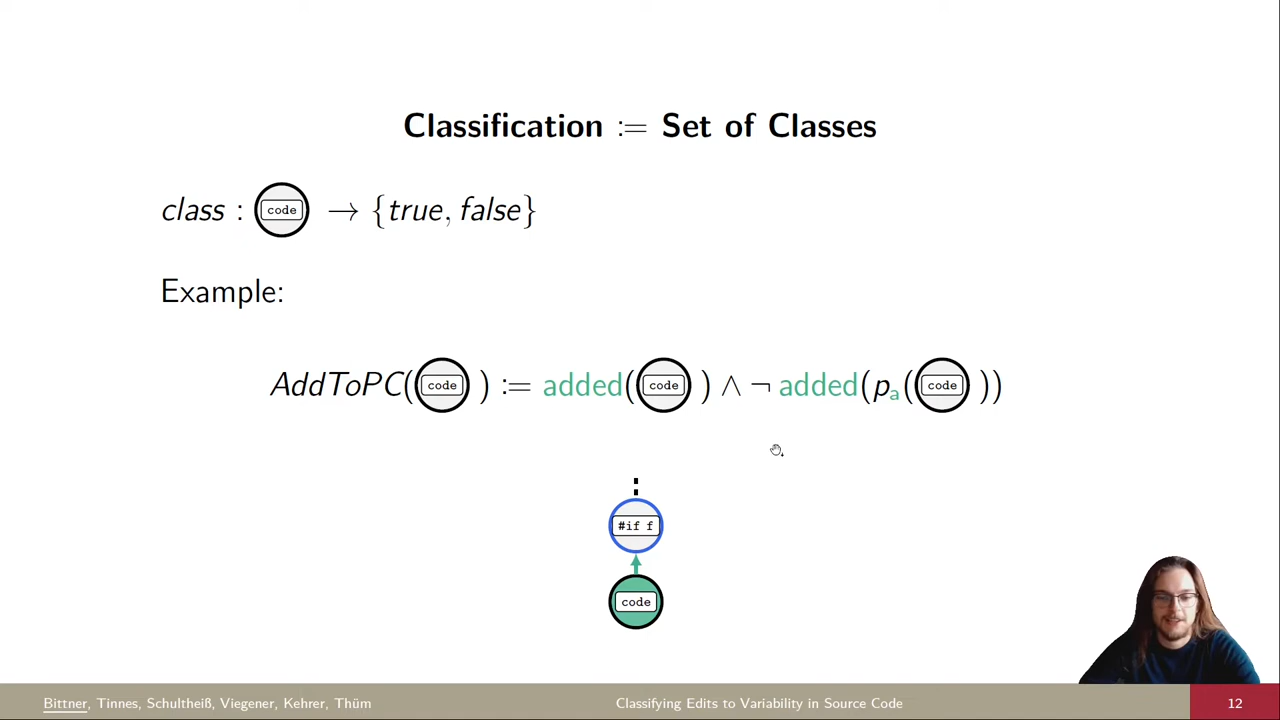 Classification := Set of Classes
class : code → {true, false}
Example:
AddToPC(code) := added(code) ∧ ¬ added(pₐ(code))
#if f
code
Bittner, Tinnes, Schultheiß, Viegener, Kehrer, Thüm
Classifying Edits to Variability in Source Code
12